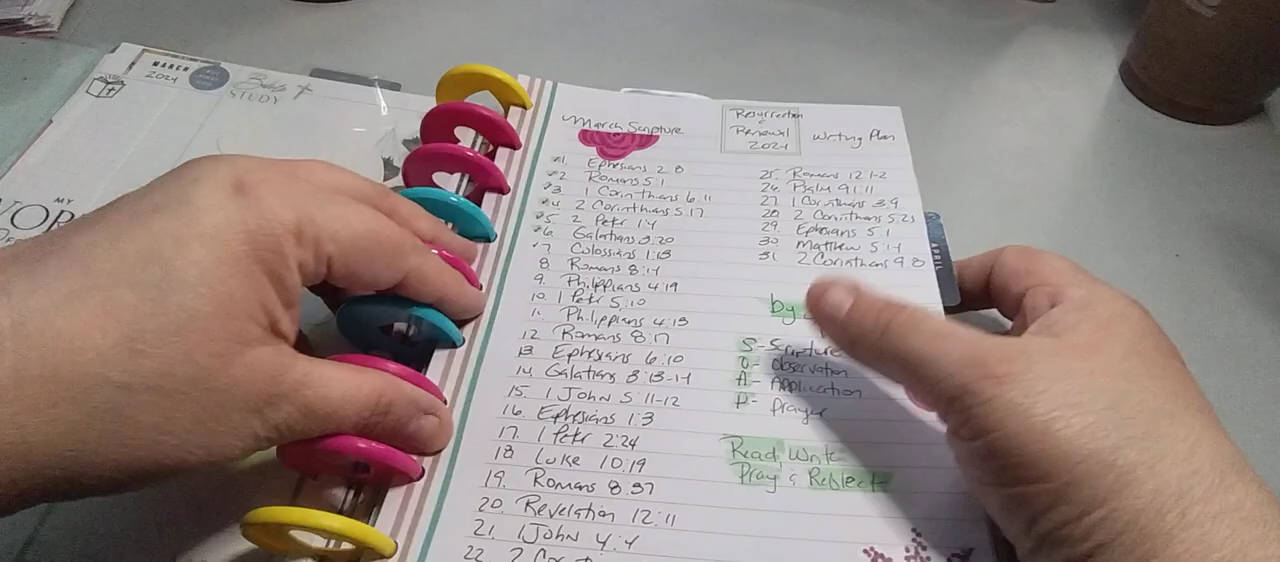 MARCH
2024
Bible
STUDY
MY
March Scripture
Resurrection
&
Renewal
2024
Writing Plan
1. Ephesians 2:8
2 Romans 5:1
3 1 Corinthians 6:11
4 2 Corinthians 5:17
5. 2 Peter 1:4
6. Galatians 2:20
7 Colossians 1:13
8. Romans 8:14
9. Philippians 4:19
10. 1 Peter 5:10
11. Philippians 4:13
12 Romans 8:17
13. Ephesians 6:10
14. Galatians 3:13-14
15. 1 John 5:11-12
16. Ephesians 1:3
17. 1 Peter 2:24
18 Luke 10:19
19. Romans 8:37
20. Revelation 12:11
21. 1 John 4:4
22. 2
25. Romans 12:1-2
26. Psalm 91:11
27. 1 Corinthians 3:9
28 2 Corinthians 5:21
29. Ephesians 5:1
30. Matthew 5:14
31 2 Corinthians 9:8
by
S- Scripture
O- Observation
A- Application
P- Prayer
Read, Write
Pray & Reflect
APRIL